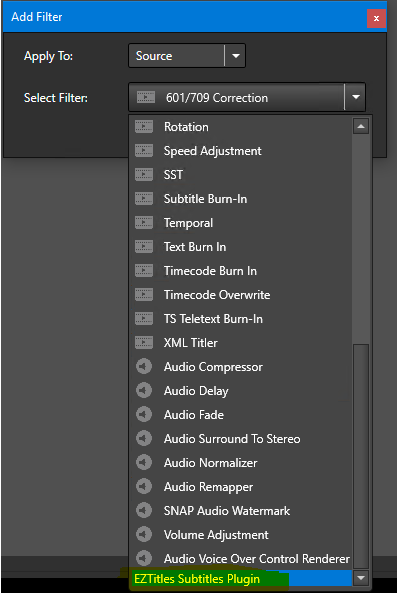 Add Filter
x
Apply To:
Source
Select Filter:
601/709 Correction
Rotation
Speed Adjustment
SST
Subtitle Burn-In
Temporal
Text Burn In
Timecode Burn In
Timecode Overwrite
TS Teletext Burn-In
XML Titler
Audio Compressor
Audio Delay
Audio Fade
Audio Surround To Stereo
Audio Normalizer
Audio Remapper
SNAP Audio Watermark
Volume Adjustment
Audio Voice Over Control Renderer
EZTitles Subtitles Plugin